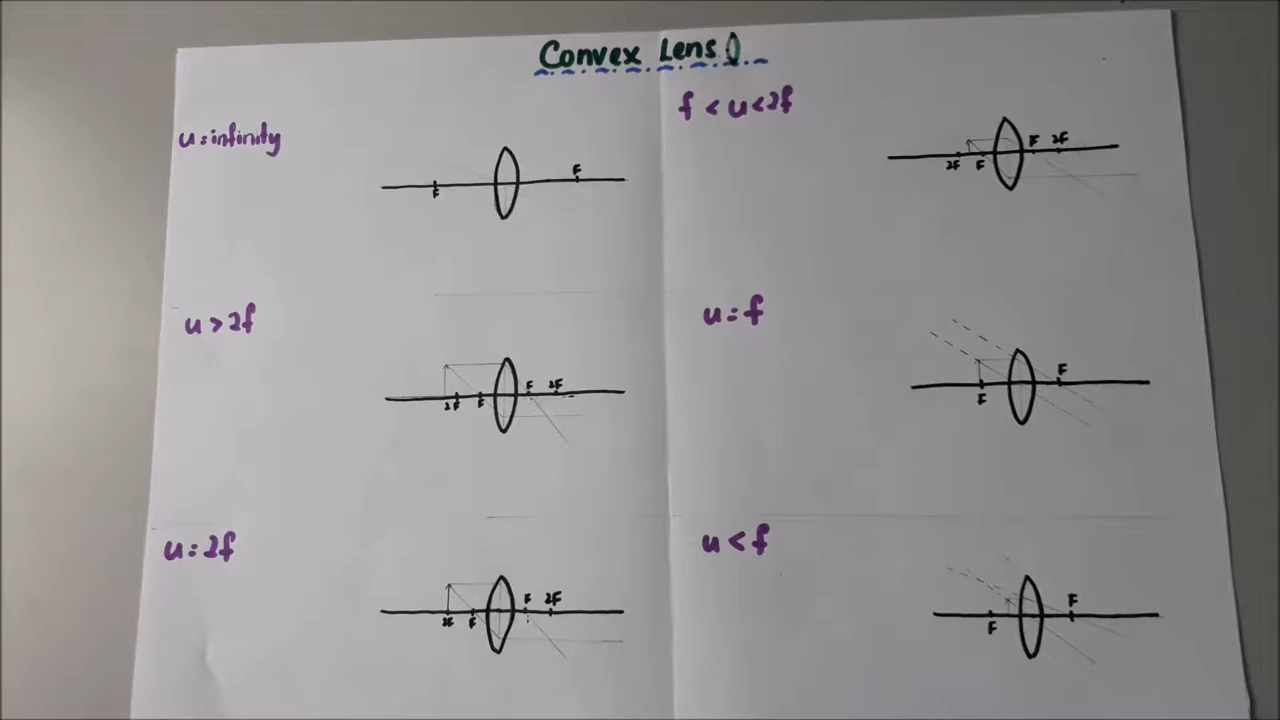 Convex Lens
u = infinity
F
F
u > 2f
F 2F
2F F
u = 2f
F 2F
2F F
f < u < 2f
F 2F
2F F
u = f
F
F
u < f
F
F